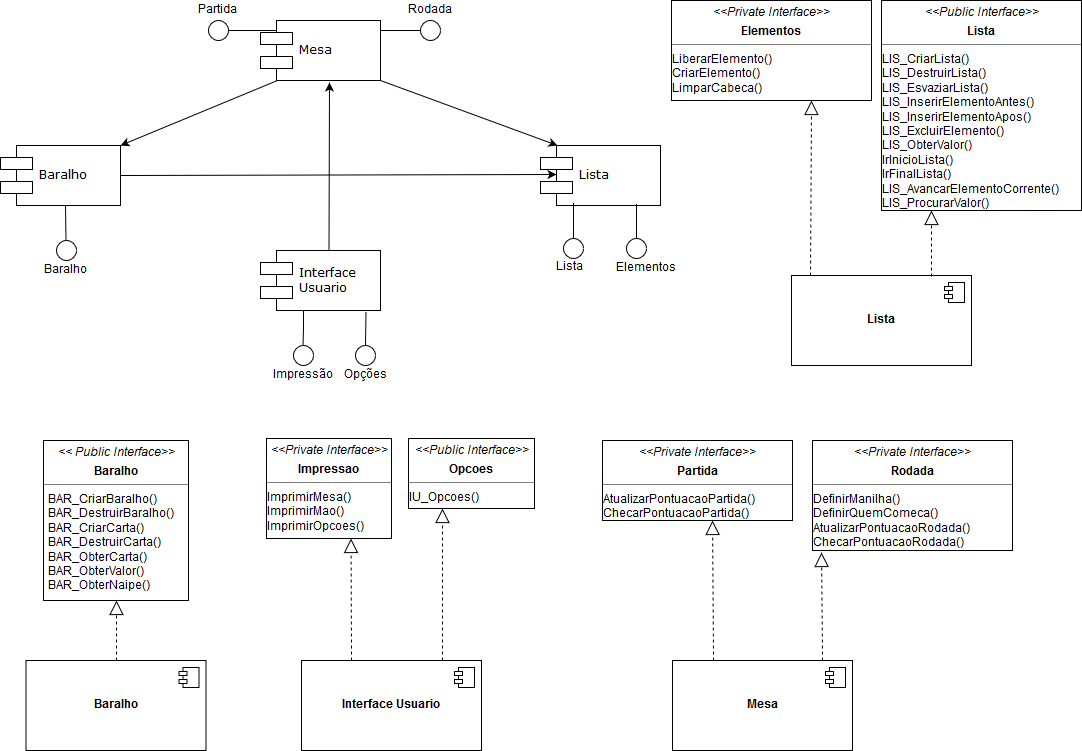 Partida
Rodada
Mesa
Baralho
Lista
Baralho
Lista
Elementos
Interface
Usuario
Impressão
Opções
<<Private Interface>>
Elementos
LiberarElemento()
CriarElemento()
LimparCabeca()
<<Public Interface>>
Lista
LIS_CriarLista()
LIS_DestruirLista()
LIS_EsvaziarLista()
LIS_InserirElementoAntes()
LIS_InserirElementoApos()
LIS_ExcluirElemento()
LIS_ObterValor()
IrInicioLista()
IrFinalLista()
LIS_AvancarElementoCorrente()
LIS_ProcurarValor()
Lista
<< Public Interface>>
Baralho
BAR_CriarBaralho()
BAR_DestruirBaralho()
BAR_CriarCarta()
BAR_DestruirCarta()
BAR_ObterCarta()
BAR_ObterValor()
BAR_ObterNaipe()
Baralho
<<Private Interface>>
Impressao
ImprimirMesa()
ImprimirMao()
ImprimirOpcoes()
<<Public Interface>>
Opcoes
IU_Opcoes()
Interface Usuario
<<Private Interface>>
Partida
AtualizarPontuacaoPartida()
ChecarPontuacaoPartida()
<<Private Interface>>
Rodada
DefinirManilha()
DefinirQuemComeca()
AtualizarPontuacaoRodada()
ChecarPontuacaoRodada()
Mesa